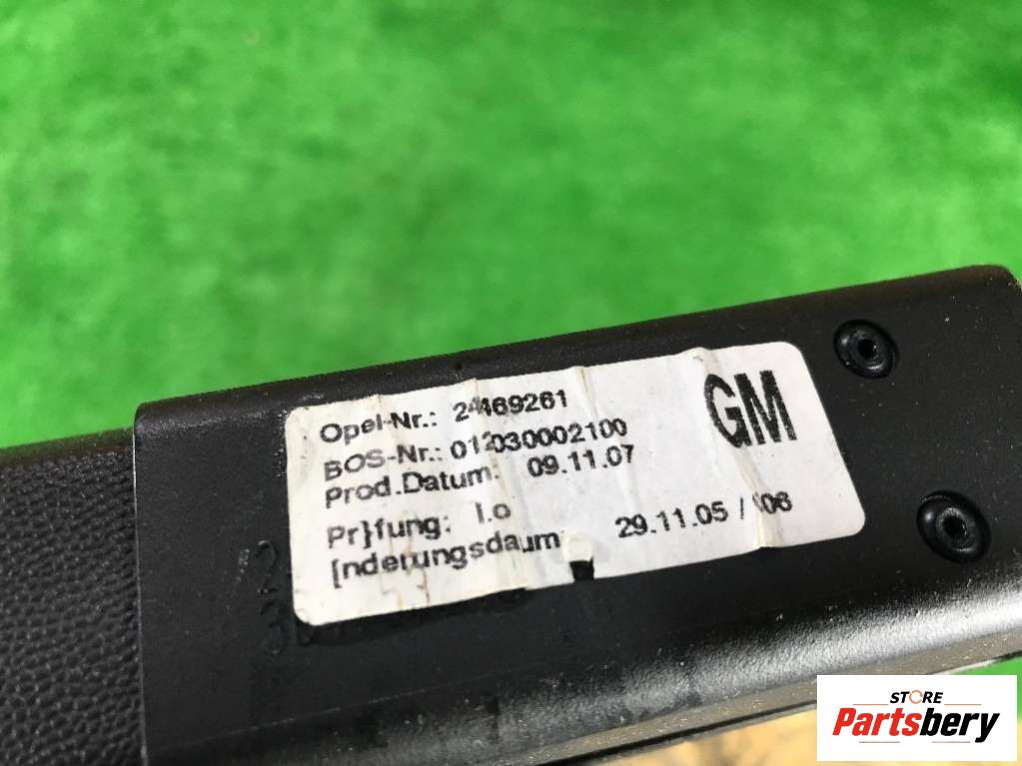 Opel-Nr.: 24469261
BOS-Nr.: 012030002100
Prod.Datum: 09.11.07
Pr}fung: I.o
[nderungsdaum 29.11.05 / 06
GM
STORE
Partsbery